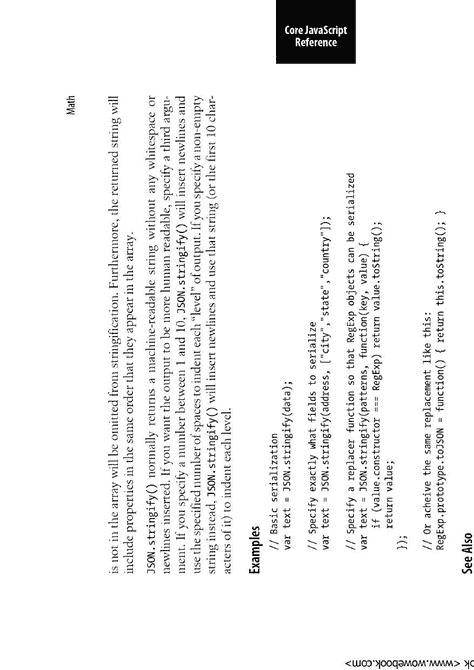 Core JavaScript
Reference
Math
is not in the array will be omitted from stringification. Furthermore, the returned string will
include properties in the same order that they appear in the array.
JSON.stringify() normally returns a machine-readable string without any whitespace or
newlines inserted. If you want the output to be more human readable, specify a third argu-
ment. If you specify a number between 1 and 10, JSON.stringify() will insert newlines and
use the specified number of spaces to indent each “level” of output. If you specify a non-empty
string instead, JSON.stringify() will insert newlines and use that string (or the first 10 char-
acters of it) to indent each level.
Examples
// Basic serialization
var text = JSON.stringify(data);
// Specify exactly what fields to serialize
var text = JSON.stringify(address, ["city","state","country"]);
// Specify a replacer function so that RegExp objects can be serialized
var text = JSON.stringify(patterns, function(key, value) {
if (value.constructor === RegExp) return value.toString();
return value;
});
// Or acheive the same replacement like this:
RegExp.prototype.toJSON = function() { return this.toString(); }
See Also
ok <www.wowebook.com>